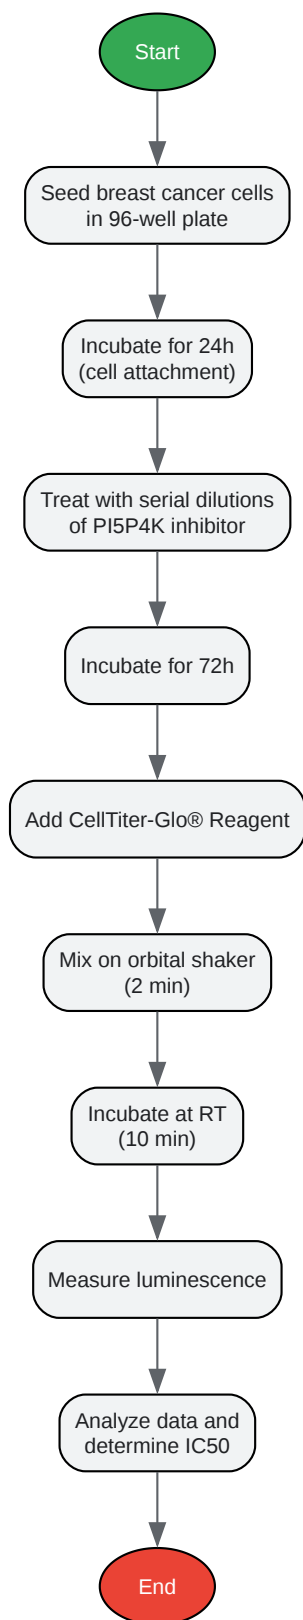 Start
Seed breast cancer cells
in 96-well plate
Incubate for 24h
(cell attachment)
Treat with serial dilutions
of PI5P4K inhibitor
Incubate for 72h
Add CellTiter-Glo® Reagent
Mix on orbital shaker
(2 min)
Incubate at RT
(10 min)
Measure luminescence
Analyze data and
determine IC50
End